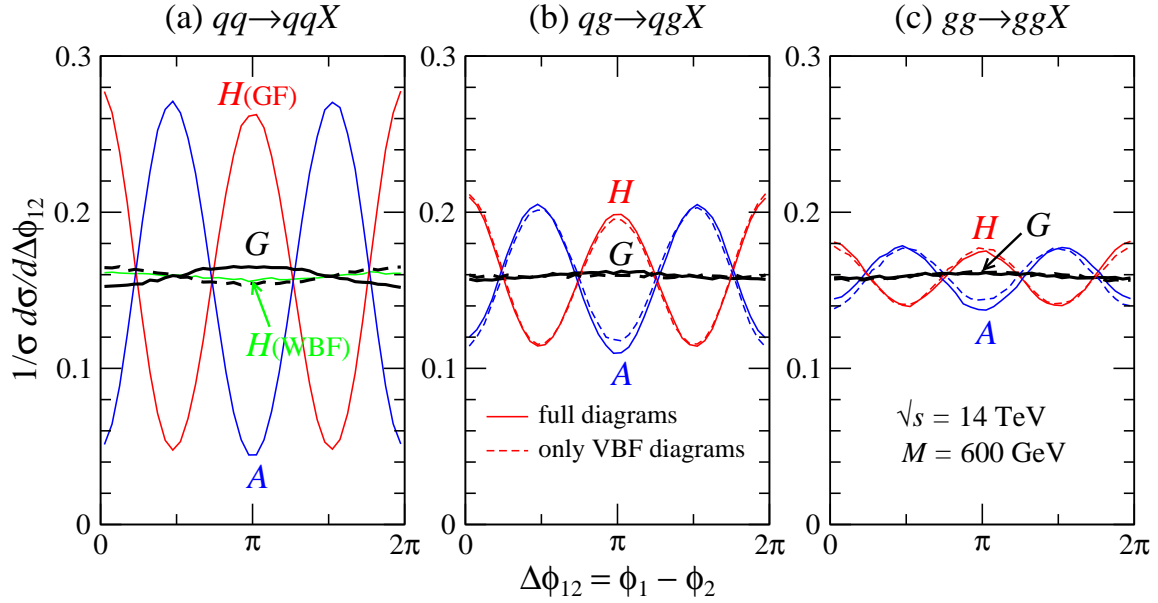 (a) qq→qqX
(b) qg→qgX
(c) gg→ggX
1/σ dσ/dΔϕ12
0.3
0.2
0.1
0
H(GF)
G
H(WBF)
A
0
π
2π
0.3
0.2
0.1
0
H
G
A
full diagrams
only VBF diagrams
0
π
2π
0.3
0.2
0.1
0
H
G
A
√s = 14 TeV
M = 600 GeV
0
π
2π
Δϕ12 = ϕ1 − ϕ2